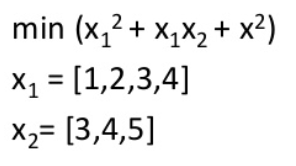 min (x₁² + x₁x₂ + x²)
x₁ = [1,2,3,4]
x₂= [3,4,5]